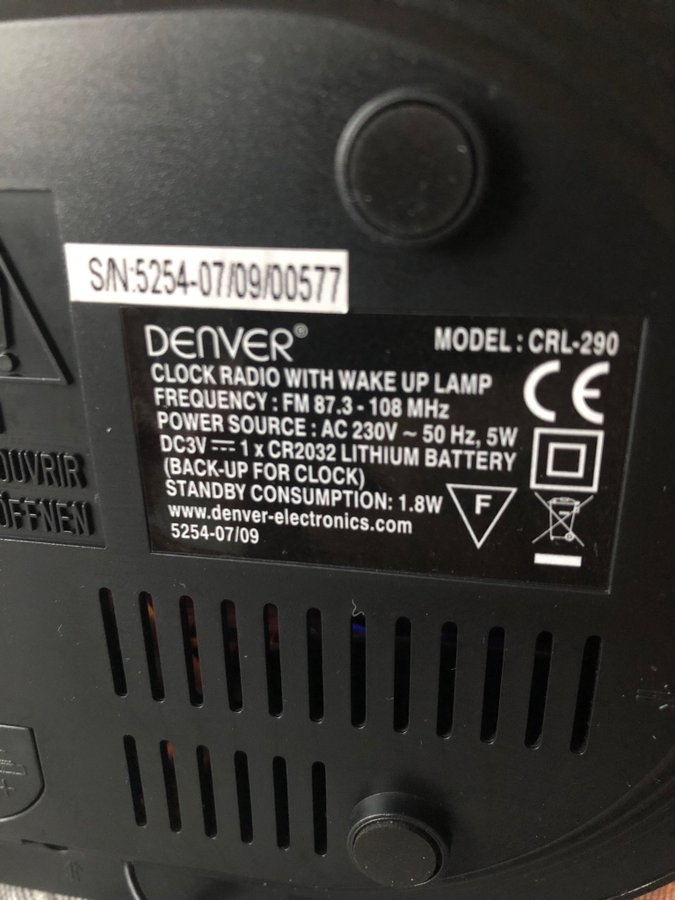 S/N:5254-07/09/00577
DENVER®
MODEL : CRL-290
CLOCK RADIO WITH WAKE UP LAMP
FREQUENCY : FM 87.3 - 108 MHz
POWER SOURCE : AC 230V ~ 50 Hz, 5W
DC3V ⎓ 1 x CR2032 LITHIUM BATTERY
(BACK-UP FOR CLOCK)
STANDBY CONSUMPTION: 1.8W
www.denver-electronics.com
5254-07/09
CE
F
OUVRIR
ÖFFNEN